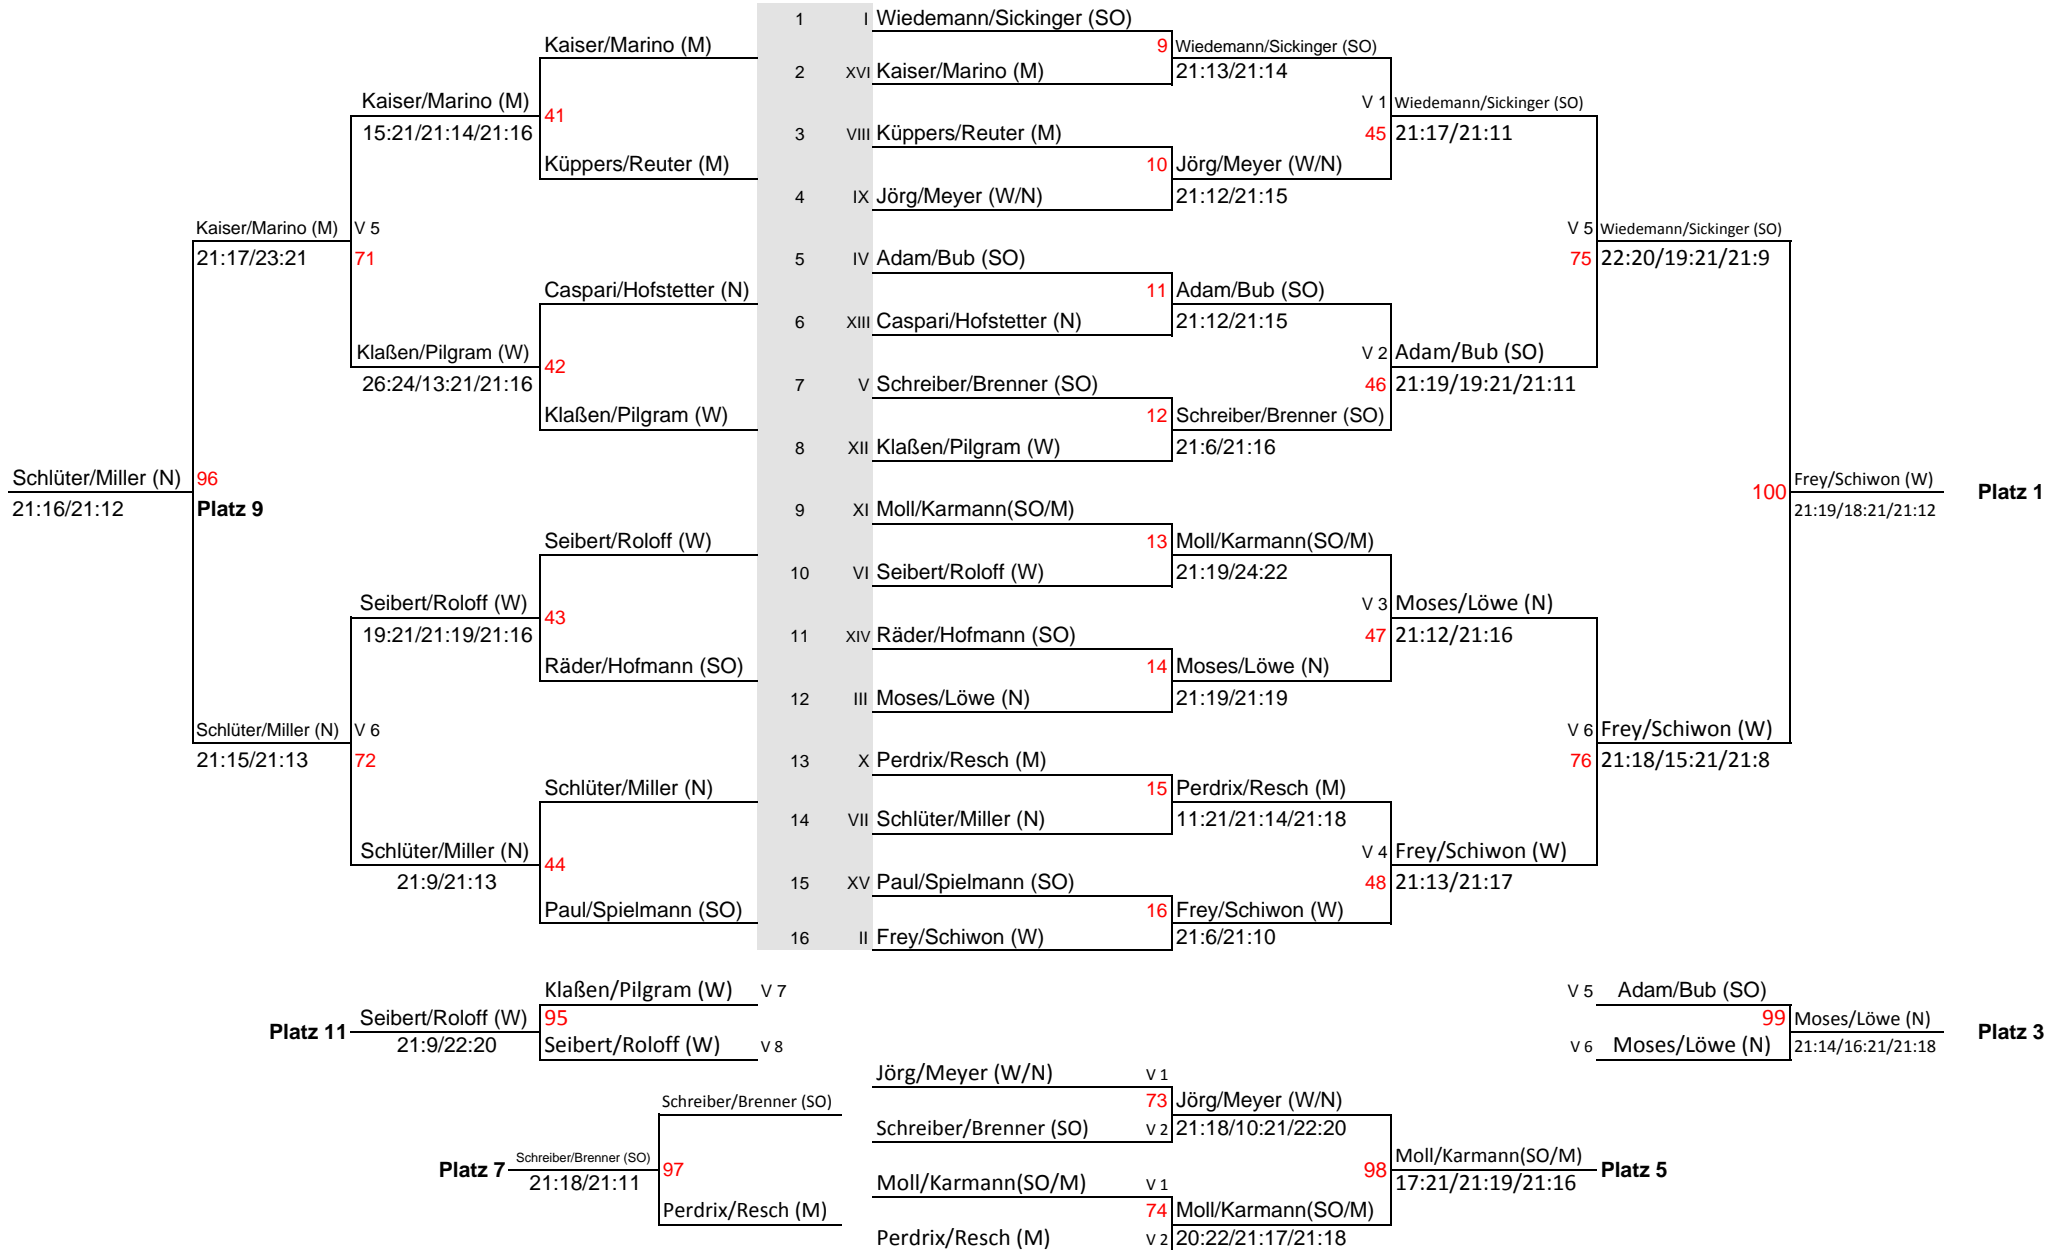 1 I Wiedemann/Sickinger (SO)
Kaiser/Marino (M) 9 Wiedemann/Sickinger (SO)
2 XVI Kaiser/Marino (M) 21:13/21:14
Kaiser/Marino (M) 41 V 1 Wiedemann/Sickinger (SO)
15:21/21:14/21:16 3 VIII Küppers/Reuter (M) 45 21:17/21:11
Küppers/Reuter (M) 10 Jörg/Meyer (W/N)
4 IX Jörg/Meyer (W/N) 21:12/21:15
Kaiser/Marino (M) V 5 V 5 Wiedemann/Sickinger (SO)
21:17/23:21 71 5 IV Adam/Bub (SO) 75 22:20/19:21/21:9
Caspari/Hofstetter (N) 11 Adam/Bub (SO)
6 XIII Caspari/Hofstetter (N) 21:12/21:15
Klaßen/Pilgram (W) 42 V 2 Adam/Bub (SO)
26:24/13:21/21:16 7 V Schreiber/Brenner (SO) 46 21:19/19:21/21:11
Klaßen/Pilgram (W) 12 Schreiber/Brenner (SO)
8 XII Klaßen/Pilgram (W) 21:6/21:16
Schlüter/Miller (N) 96 100 Frey/Schiwon (W) Platz 1
21:16/21:12 Platz 9 9 XI Moll/Karmann(SO/M) 21:19/18:21/21:12
Seibert/Roloff (W) 13 Moll/Karmann(SO/M)
10 VI Seibert/Roloff (W) 21:19/24:22
Seibert/Roloff (W) 43 V 3 Moses/Löwe (N)
19:21/21:19/21:16 11 XIV Räder/Hofmann (SO) 47 21:12/21:16
Räder/Hofmann (SO) 14 Moses/Löwe (N)
12 III Moses/Löwe (N) 21:19/21:19
Schlüter/Miller (N) V 6 V 6 Frey/Schiwon (W)
21:15/21:13 72 13 X Perdrix/Resch (M) 76 21:18/15:21/21:8
Schlüter/Miller (N) 15 Perdrix/Resch (M)
14 VII Schlüter/Miller (N) 11:21/21:14/21:18
Schlüter/Miller (N) 44 V 4 Frey/Schiwon (W)
21:9/21:13 15 XV Paul/Spielmann (SO) 48 21:13/21:17
Paul/Spielmann (SO) 16 Frey/Schiwon (W)
16 II Frey/Schiwon (W) 21:6/21:10
Klaßen/Pilgram (W) V 7 V 5 Adam/Bub (SO)
Platz 11 Seibert/Roloff (W) 95 99 Moses/Löwe (N) Platz 3
21:9/22:20 Seibert/Roloff (W) V 8 V 6 Moses/Löwe (N) 21:14/16:21/21:18
Jörg/Meyer (W/N) V 1
Schreiber/Brenner (SO) 73 Jörg/Meyer (W/N)
Schreiber/Brenner (SO) V 2 21:18/10:21/22:20
Platz 7 Schreiber/Brenner (SO) 97 98 Moll/Karmann(SO/M) Platz 5
21:18/21:11 Moll/Karmann(SO/M) V 1 17:21/21:19/21:16
Perdrix/Resch (M) 74 Moll/Karmann(SO/M)
Perdrix/Resch (M) V 2 20:22/21:17/21:18